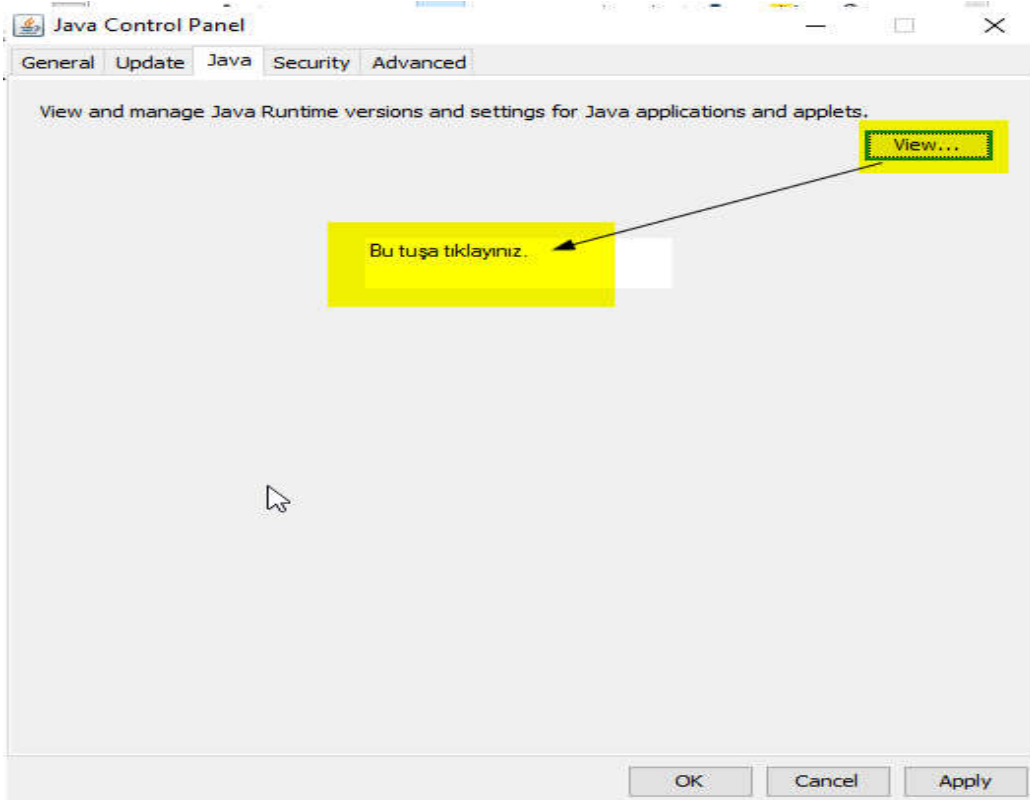 Java Control Panel
General Update Java Security Advanced
View and manage Java Runtime versions and settings for Java applications and applets.
View...
Bu tuşa tıklayınız.
OK Cancel Apply